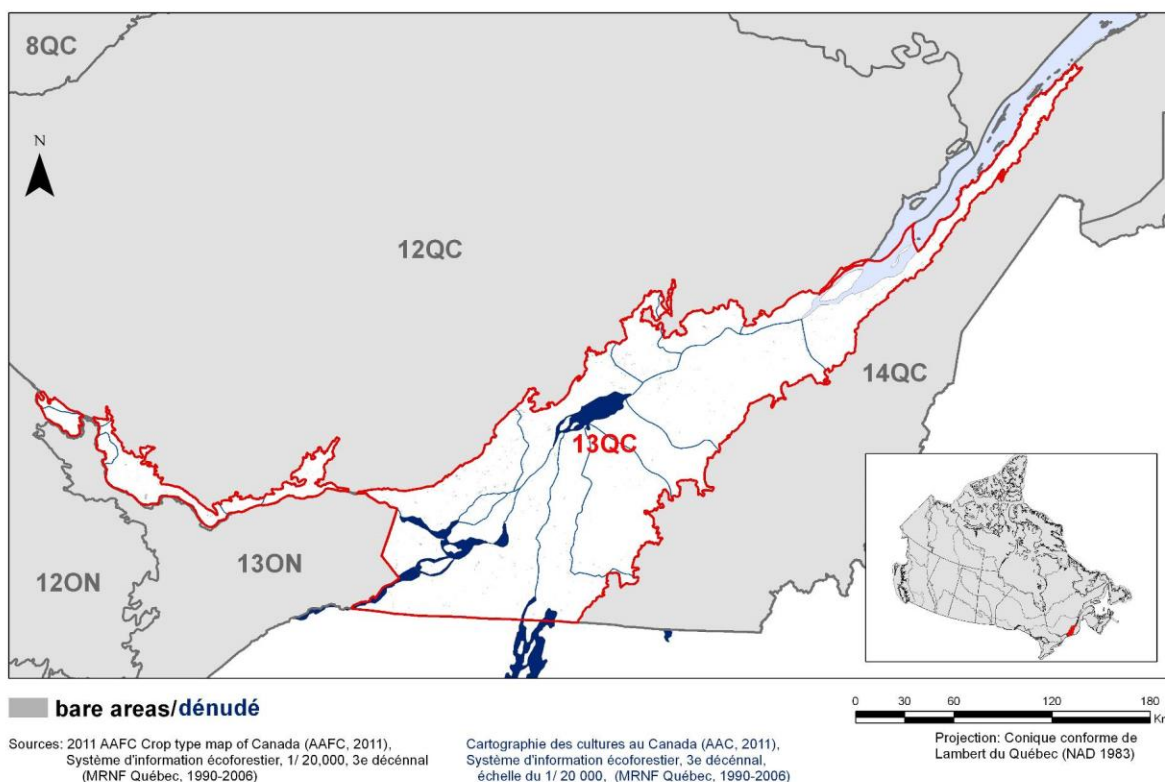 8QC
N
12QC
14QC
13QC
13ON
12ON
bare areas/dénudé
0 30 60 120 180
Km
Sources: 2011 AAFC Crop type map of Canada (AAFC, 2011),
Système d'information écoforestier, 1/ 20,000, 3e décénnal
(MRNF Québec, 1990-2006)
Cartographie des cultures au Canada (AAC, 2011),
Système d'information écoforestier, 3e décénnal,
échelle du 1/ 20 000, (MRNF Québec, 1990-2006)
Projection: Conique conforme de
Lambert du Québec (NAD 1983)